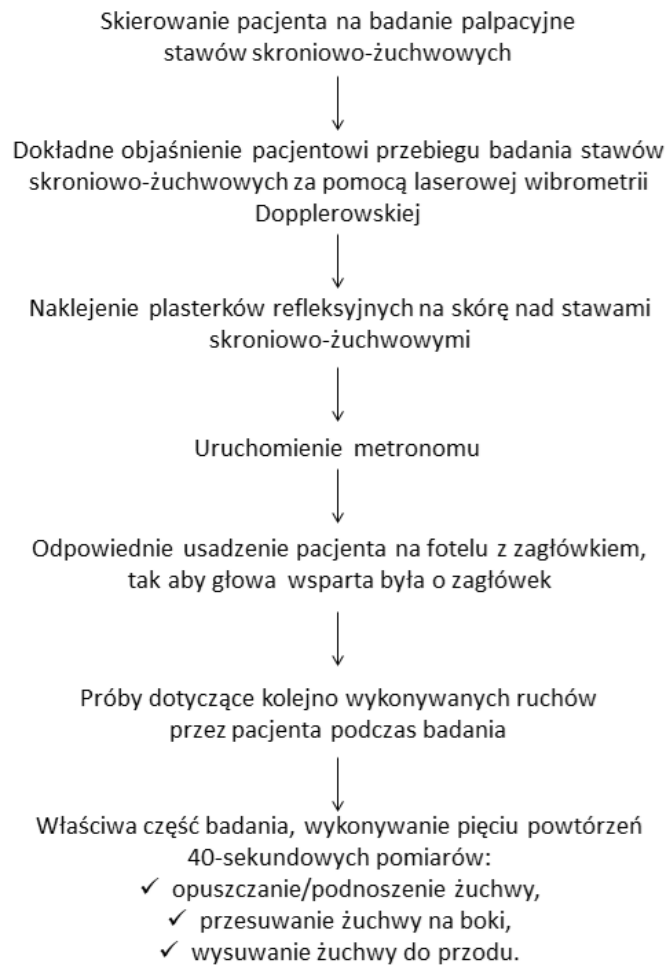 Skierowanie pacjenta na badanie palpacyjne
stawów skroniowo-żuchwowych
Dokładne objaśnienie pacjentowi przebiegu badania stawów
skroniowo-żuchwowych za pomocą laserowej wibrometrii
Dopplerowskiej
Naklejenie plasterków refleksyjnych na skórę nad stawami
skroniowo-żuchwowymi
Uruchomienie metronomu
Odpowiednie usadzenie pacjenta na fotelu z zagłówkiem,
tak aby głowa wsparta była o zagłówek
Próby dotyczące kolejno wykonywanych ruchów
przez pacjenta podczas badania
Właściwa część badania, wykonywanie pięciu powtórzeń
40-sekundowych pomiarów:
✓ opuszczanie/podnoszenie żuchwy,
✓ przesuwanie żuchwy na boki,
✓ wysuwanie żuchwy do przodu.